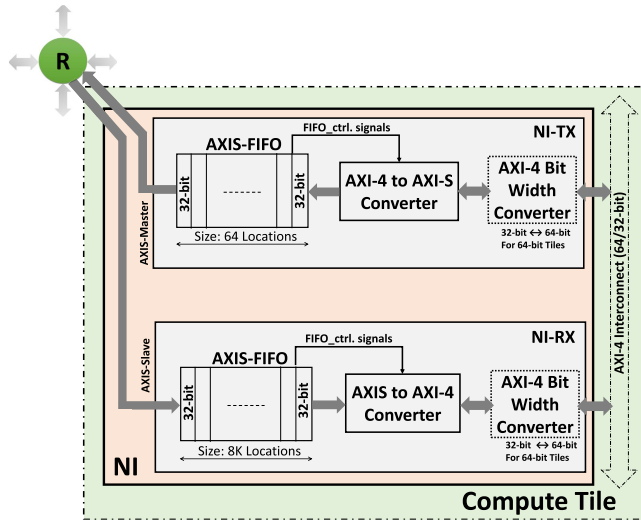 R
FIFO_ctrl. signals
NI-TX
AXIS-FIFO
32-bit
- - - - - - -
32-bit
Size: 64 Locations
AXI-4 to AXI-S
Converter
AXI-4 Bit
Width
Converter
32-bit ↔ 64-bit
For 64-bit Tiles
AXIS-Master
AXI-4 Interconnect (64/32-bit)
AXIS-Slave
FIFO_ctrl. signals
NI-RX
AXIS-FIFO
32-bit
- - - - - - -
32-bit
Size: 8K Locations
AXIS to AXI-4
Converter
AXI-4 Bit
Width
Converter
32-bit ↔ 64-bit
For 64-bit Tiles
NI
Compute Tile